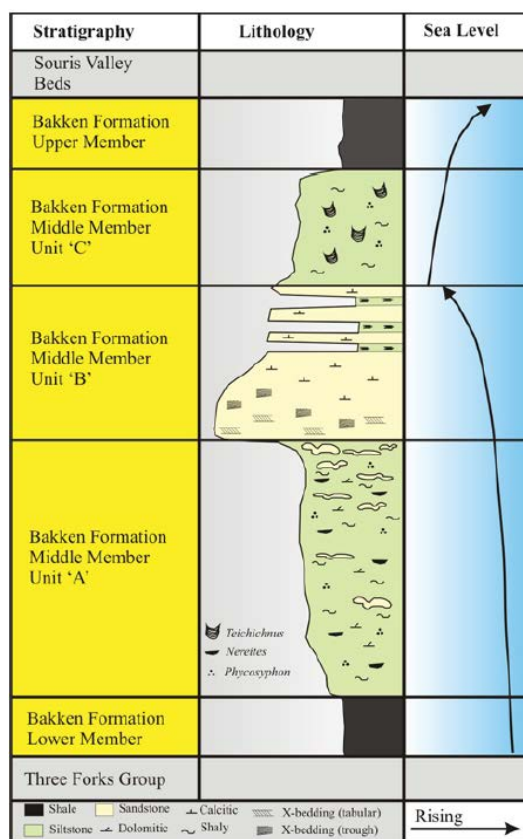 Stratigraphy
Lithology
Sea Level
Souris Valley
Beds
Bakken Formation
Upper Member
Bakken Formation
Middle Member
Unit ‘C’
Bakken Formation
Middle Member
Unit ‘B’
Bakken Formation
Middle Member
Unit ‘A’
Teichichnus
Nereites
Phycosyphon
Bakken Formation
Lower Member
Three Forks Group
Shale
Sandstone
Calcitic
X-bedding (tabular)
Siltstone
Dolomitic
Shaly
X-bedding (trough)
Rising